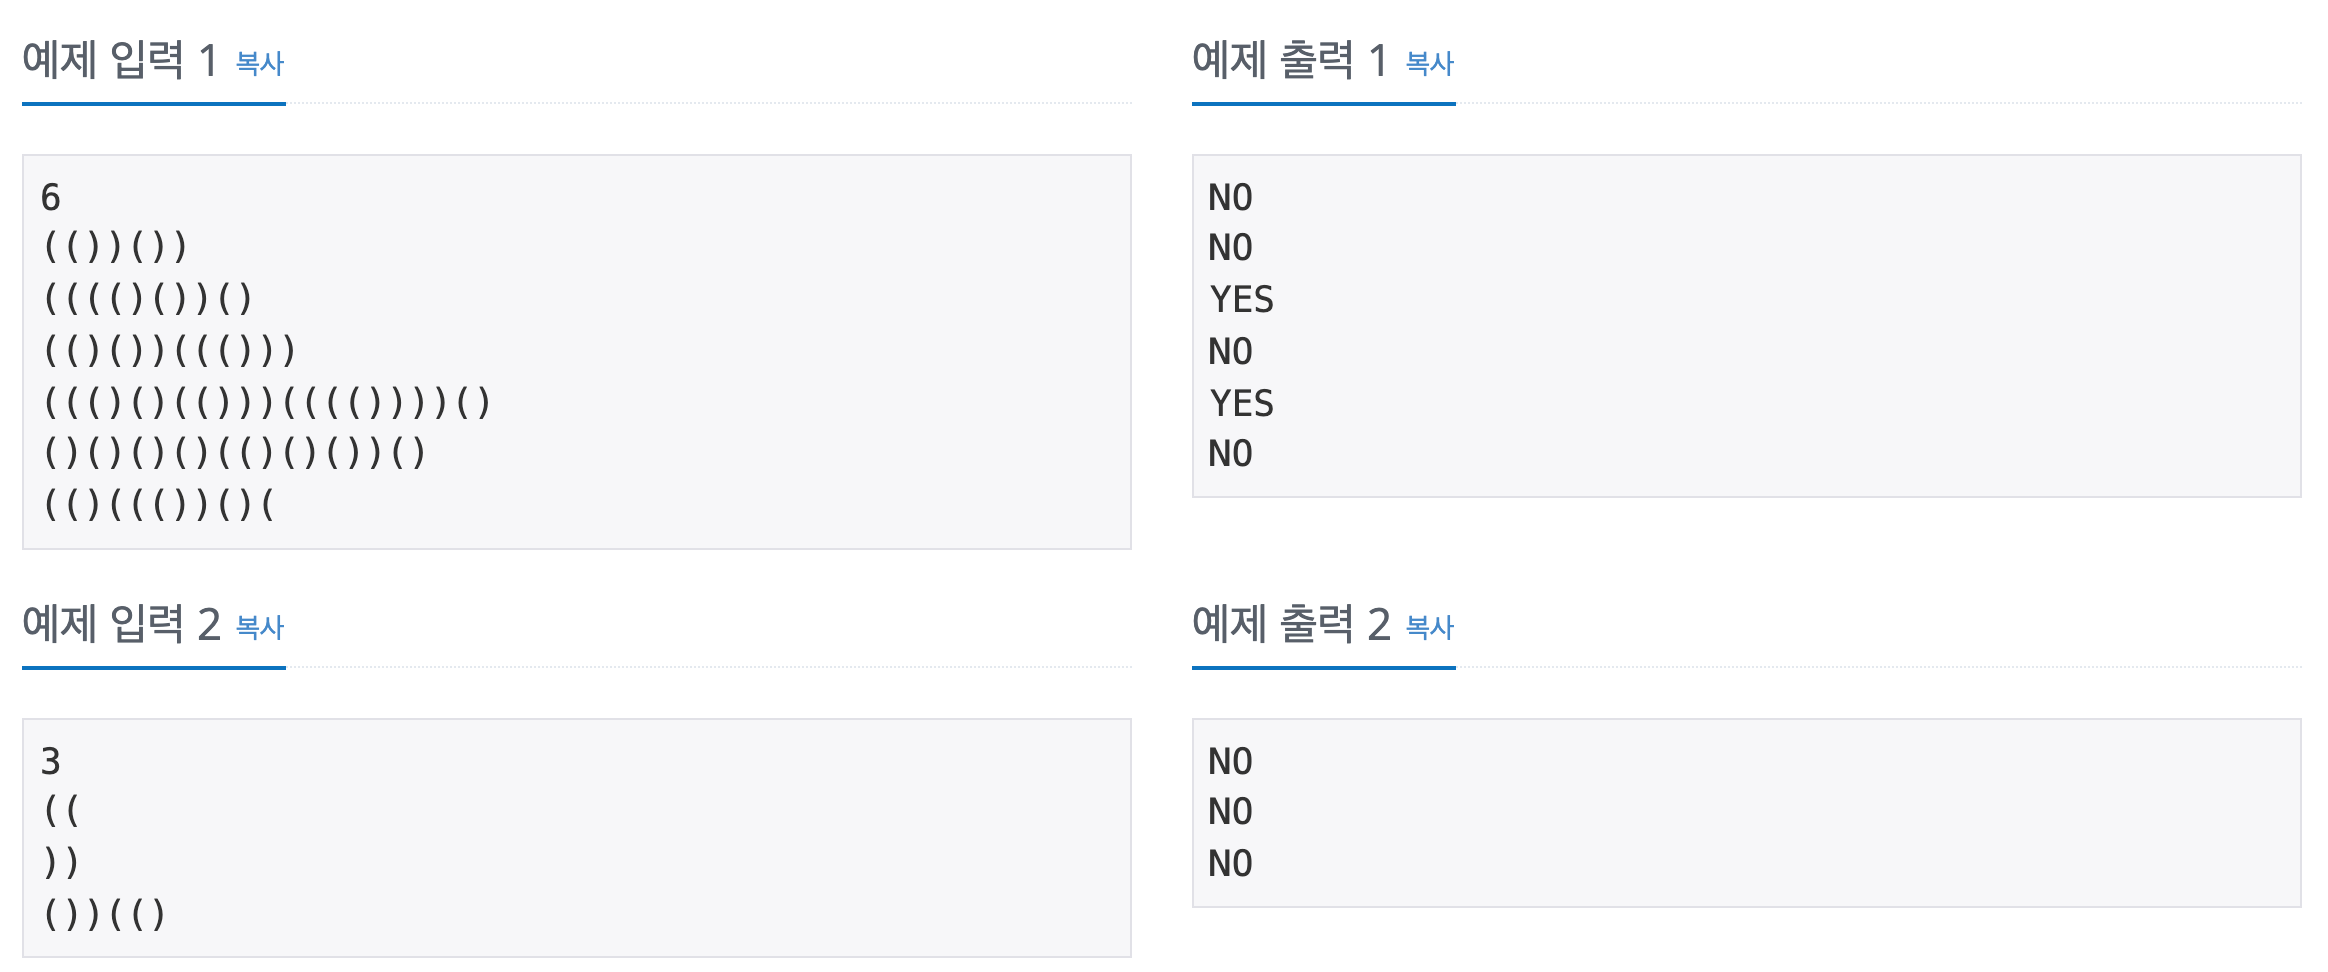 예제 입력 1 복사
6
(())())
(((()())()
(()())((()))
((()()(()))(((())))()
()()()()(()()())()
(()((())()(
예제 출력 1 복사
NO
NO
YES
NO
YES
NO
예제 입력 2 복사
3
((
))
())(()
예제 출력 2 복사
NO
NO
NO